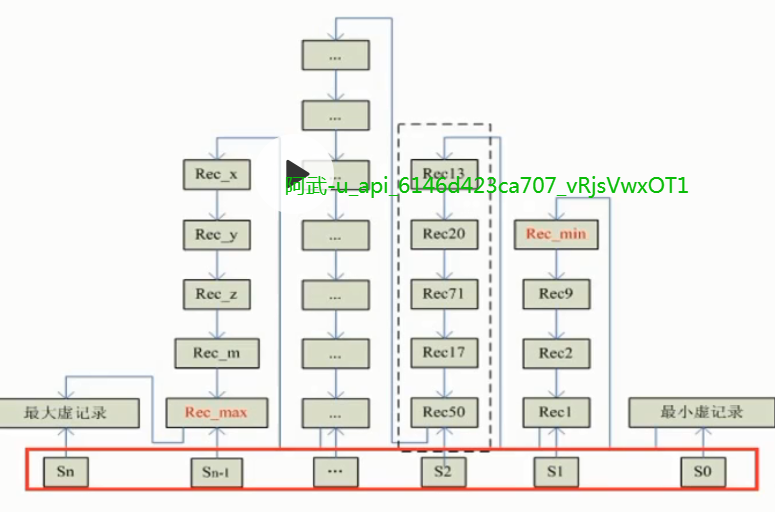 ...
...
Rec_x
...
Rec13
阿武-u_api_6146d423ca707_vRjsVwxOT1
Rec_y
...
Rec20
Rec_min
Rec_z
...
Rec71
Rec9
Rec_m
...
Rec17
Rec2
最大虚记录
Rec_max
...
Rec50
Rec1
最小虚记录
Sn
Sn-1
...
S2
S1
S0